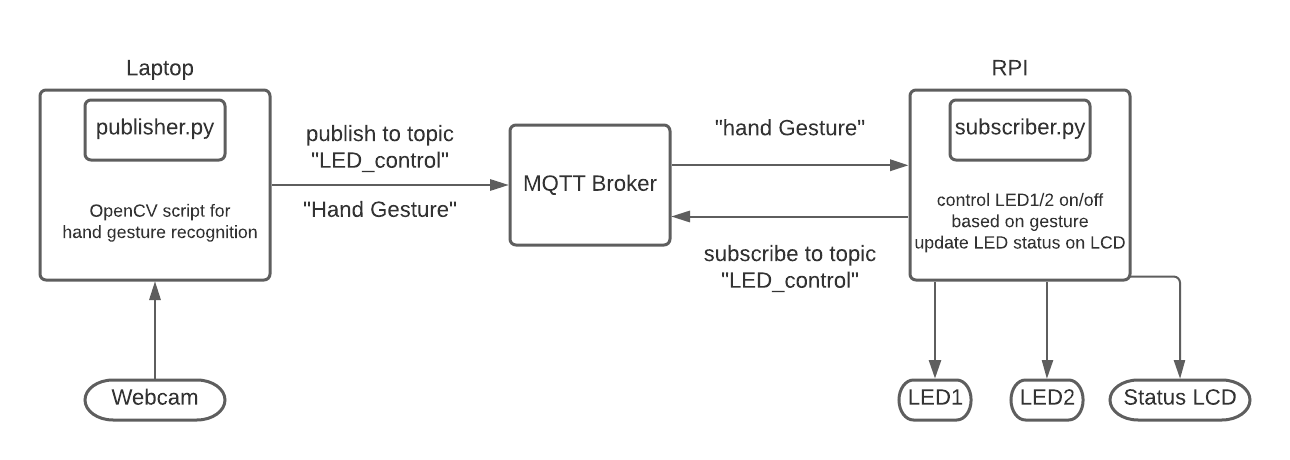 Laptop
publisher.py
OpenCV script for
hand gesture recognition
Webcam
publish to topic
"LED_control"
"Hand Gesture"
MQTT Broker
"hand Gesture"
subscribe to topic
"LED_control"
RPI
subscriber.py
control LED1/2 on/off
based on gesture
update LED status on LCD
LED1
LED2
Status LCD